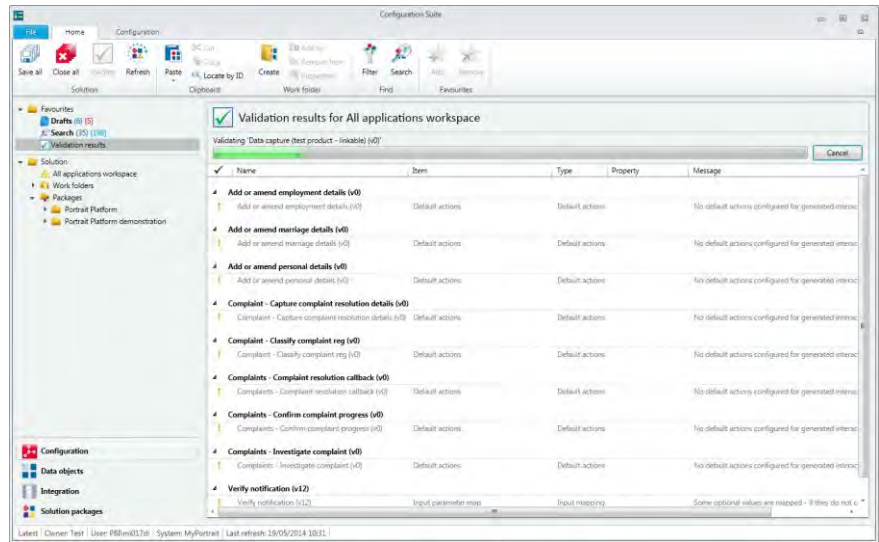 Configuration Suite
File Home Configuration
Save all Close all Validate Refresh Paste Cut Copy Locate by ID Create Add to Remove from Properties Filter Search Add Remove
Solution Clipboard Work folder Find Favourites
Favourites
Drafts (6) [5]
Search (35) [198]
Validation results
Solution
All applications workspace
Work folders
Packages
Portrait Platform
Portrait Platform demonstration
Configuration
Data objects
Integration
Solution packages
Validation results for All applications workspace
Validating 'Data capture (test product - linkable) (v0)'
Cancel
Name Item Type Property Message
Add or amend employment details (v0)
Add or amend employment details (v0) Default actions Default actions No default actions configured for generated interac
Add or amend marriage details (v0)
Add or amend marriage details (v0) Default actions Default actions No default actions configured for generated interac
Add or amend personal details (v0)
Add or amend personal details (v0) Default actions Default actions No default actions configured for generated interac
Complaint - Capture complaint resolution details (v0)
Complaint - Capture complaint resolution details (v0) Default actions Default actions No default actions configured for generated interac
Complaint - Classify complaint reg (v0)
Complaint - Classify complaint reg (v0) Default actions Default actions No default actions configured for generated interac
Complaints - Complaint resolution callback (v0)
Complaints - Complaint resolution callback (v0) Default actions Default actions No default actions configured for generated interac
Complaints - Confirm complaint progress (v0)
Complaints - Confirm complaint progress (v0) Default actions Default actions No default actions configured for generated interac
Complaints - Investigate complaint (v0)
Complaints - Investigate complaint (v0) Default actions Default actions No default actions configured for generated interac
Verify notification (v12)
Verify notification (v12) Input parameter map Input mapping Some optional values are mapped - if they do not c
Latest Owner: Test User: System: MyPortrait Last refresh: 19/05/2014 10:31